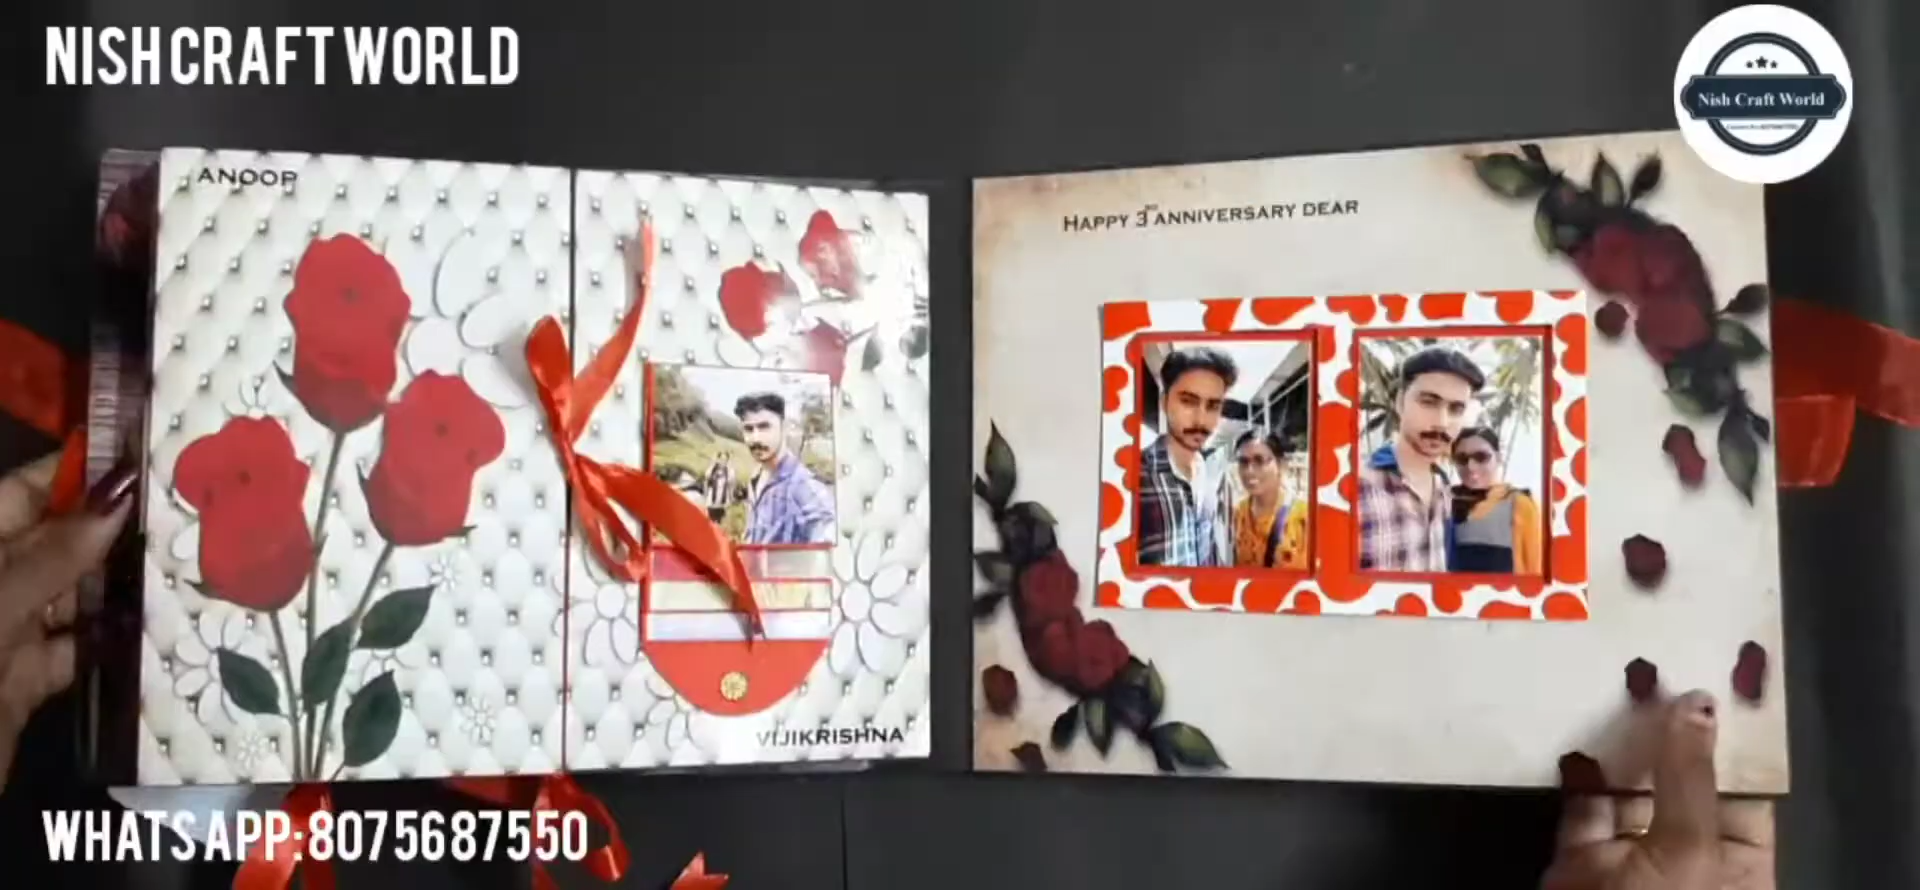 NISH CRAFT WORLD
Nish Craft World
ANOOP
VIJIKRISHNA
HAPPY 3RD ANNIVERSARY DEAR
WHATSAPP:8075687550